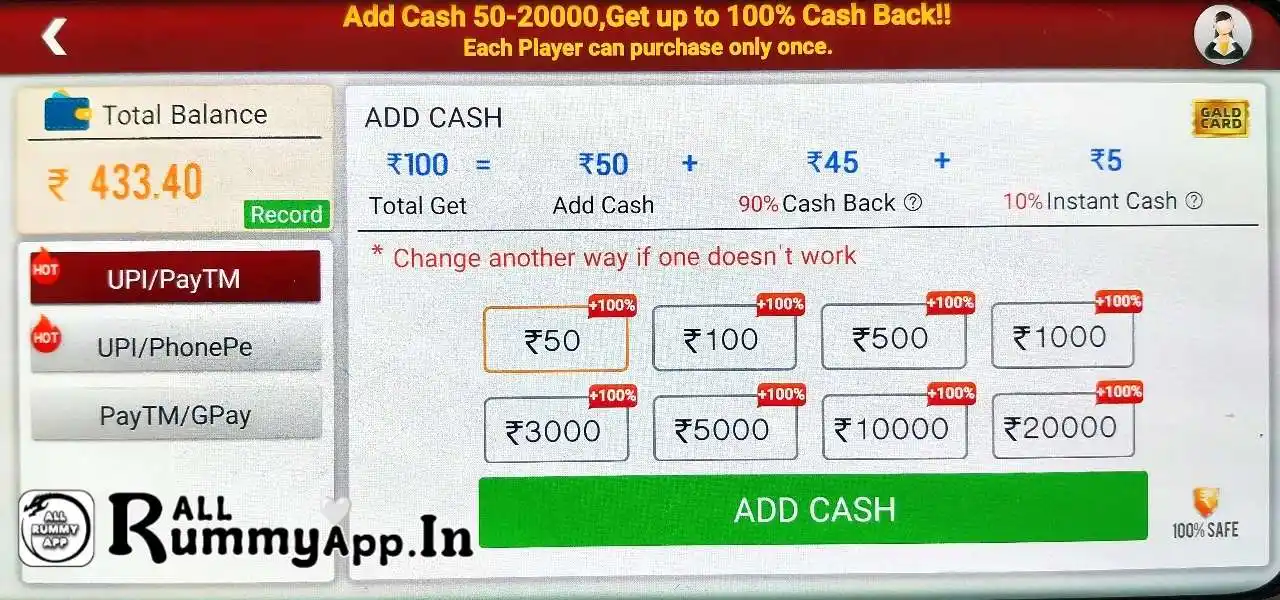 Add Cash 50-20000,Get up to 100% Cash Back!!
Each Player can purchase only once.
Total Balance
₹ 433.40
Record
HOT
UPI/PayTM
HOT
UPI/PhonePe
PayTM/GPay
ADD CASH
GALD
CARD
₹100 = ₹50 + ₹45 + ₹5
Total Get Add Cash 90% Cash Back ? 10% Instant Cash ?
* Change another way if one doesn't work
+100% +100% +100% +100%
₹50 ₹100 ₹500 ₹1000
+100% +100% +100% +100%
₹3000 ₹5000 ₹10000 ₹20000
ADD CASH
₹
100% SAFE
ALL
RUMMY
APP
ALL
RummyApp.In